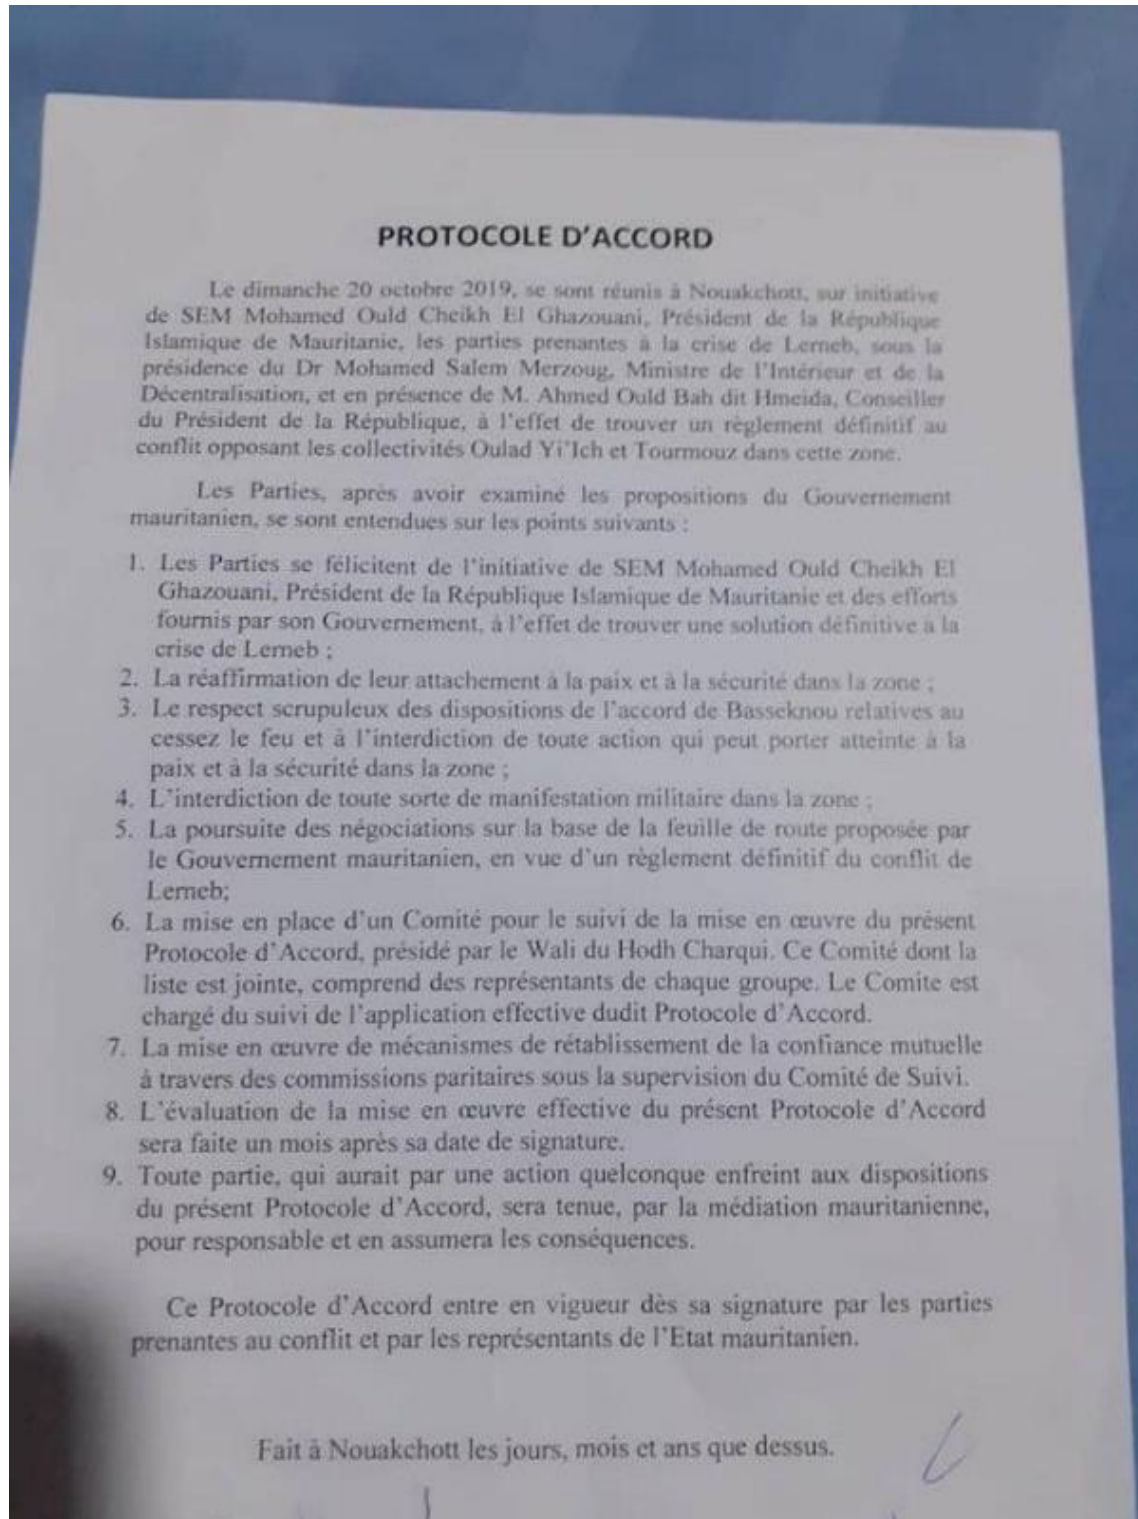 PROTOCOLE D'ACCORD
Le dimanche 20 octobre 2019, se sont réunis à Nouakchott, sur initiative
de SEM Mohamed Ould Cheikh El Ghazouani, Président de la République
Islamique de Mauritanie, les parties prenantes à la crise de Lerneb, sous la
présidence du Dr Mohamed Salem Merzoug, Ministre de l'Intérieur et de la
Décentralisation, et en présence de M. Ahmed Ould Bah dit Hmeida, Conseiller
du Président de la République, à l'effet de trouver un règlement définitif au
conflit opposant les collectivités Oulad Yi'Ich et Tourmouz dans cette zone.
Les Parties, après avoir examiné les propositions du Gouvernement
mauritanien, se sont entendues sur les points suivants :
1. Les Parties se félicitent de l'initiative de SEM Mohamed Ould Cheikh El
Ghazouani, Président de la République Islamique de Mauritanie et des efforts
fournis par son Gouvernement, à l'effet de trouver une solution définitive à la
crise de Lerneb ;
2. La réaffirmation de leur attachement à la paix et à la sécurité dans la zone ;
3. Le respect scrupuleux des dispositions de l'accord de Basseknou relatives au
cessez le feu et à l'interdiction de toute action qui peut porter atteinte à la
paix et à la sécurité dans la zone ;
4. L'interdiction de toute sorte de manifestation militaire dans la zone ;
5. La poursuite des négociations sur la base de la feuille de route proposée par
le Gouvernement mauritanien, en vue d'un règlement définitif du conflit de
Lerneb;
6. La mise en place d'un Comité pour le suivi de la mise en œuvre du présent
Protocole d'Accord, présidé par le Wali du Hodh Charqui. Ce Comité dont la
liste est jointe, comprend des représentants de chaque groupe. Le Comite est
chargé du suivi de l'application effective dudit Protocole d'Accord.
7. La mise en œuvre de mécanismes de rétablissement de la confiance mutuelle
à travers des commissions paritaires sous la supervision du Comité de Suivi.
8. L'évaluation de la mise en œuvre effective du présent Protocole d'Accord
sera faite un mois après sa date de signature.
9. Toute partie, qui aurait par une action quelconque enfreint aux dispositions
du présent Protocole d'Accord, sera tenue, par la médiation mauritanienne,
pour responsable et en assumera les conséquences.
Ce Protocole d'Accord entre en vigueur dès sa signature par les parties
prenantes au conflit et par les représentants de l'Etat mauritanien.
Fait à Nouakchott les jours, mois et ans que dessus.